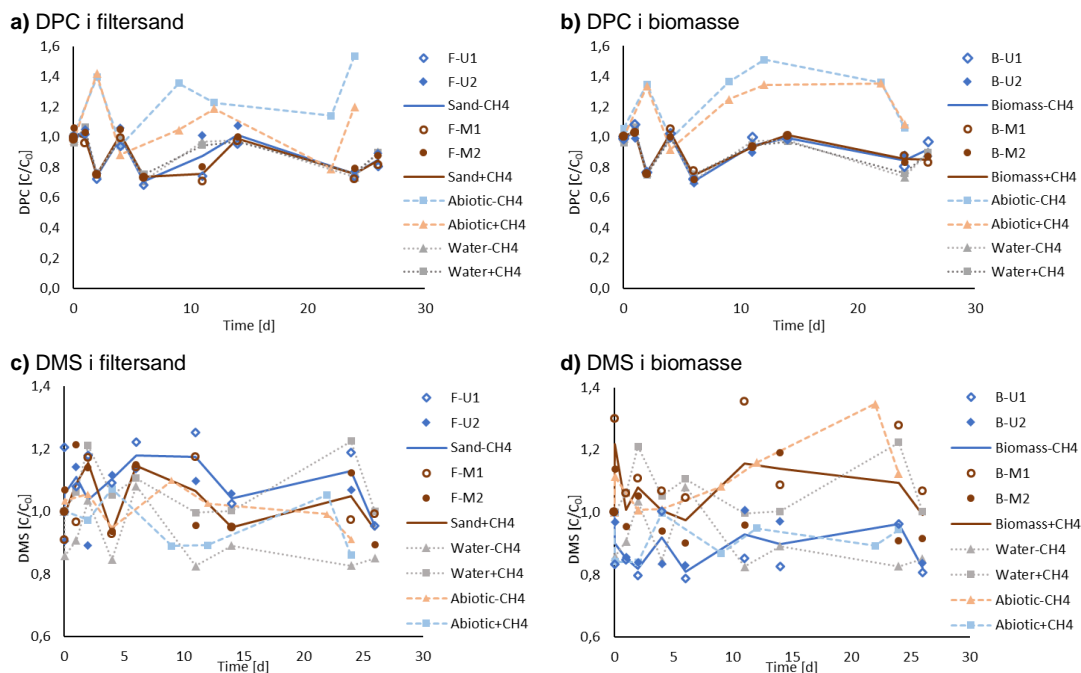 a) DPC i filtersand
1,6
1,4
1,2
1,0
0,8
0,6
0,4
0,2
0,0
DPC [C/C0]
0
10
20
30
Time [d]
F-U1
F-U2
Sand-CH4
F-M1
F-M2
Sand+CH4
Abiotic-CH4
Abiotic+CH4
Water-CH4
Water+CH4
b) DPC i biomasse
1,6
1,4
1,2
1,0
0,8
0,6
0,4
0,2
0,0
DPC [C/C0]
0
10
20
30
Time [d]
B-U1
B-U2
Biomass-CH4
B-M1
B-M2
Biomass+CH4
Abiotic-CH4
Abiotic+CH4
Water-CH4
Water+CH4
c) DMS i filtersand
1,4
1,2
1,0
0,8
0,6
DMS [C/C0]
0
5
10
15
20
25
30
Time [d]
F-U1
F-U2
Sand-CH4
F-M1
F-M2
Sand+CH4
Water-CH4
Water+CH4
Abiotic-CH4
Abiotic+CH4
d) DMS i biomasse
1,4
1,2
1,0
0,8
0,6
DMS [C/C0]
0
5
10
15
20
25
30
Time [d]
B-U1
B-U2
Biomass-CH4
B-M1
B-M2
Biomass+CH4
Water-CH4
Water+CH4
Abiotic-CH4
Abiotic+CH4